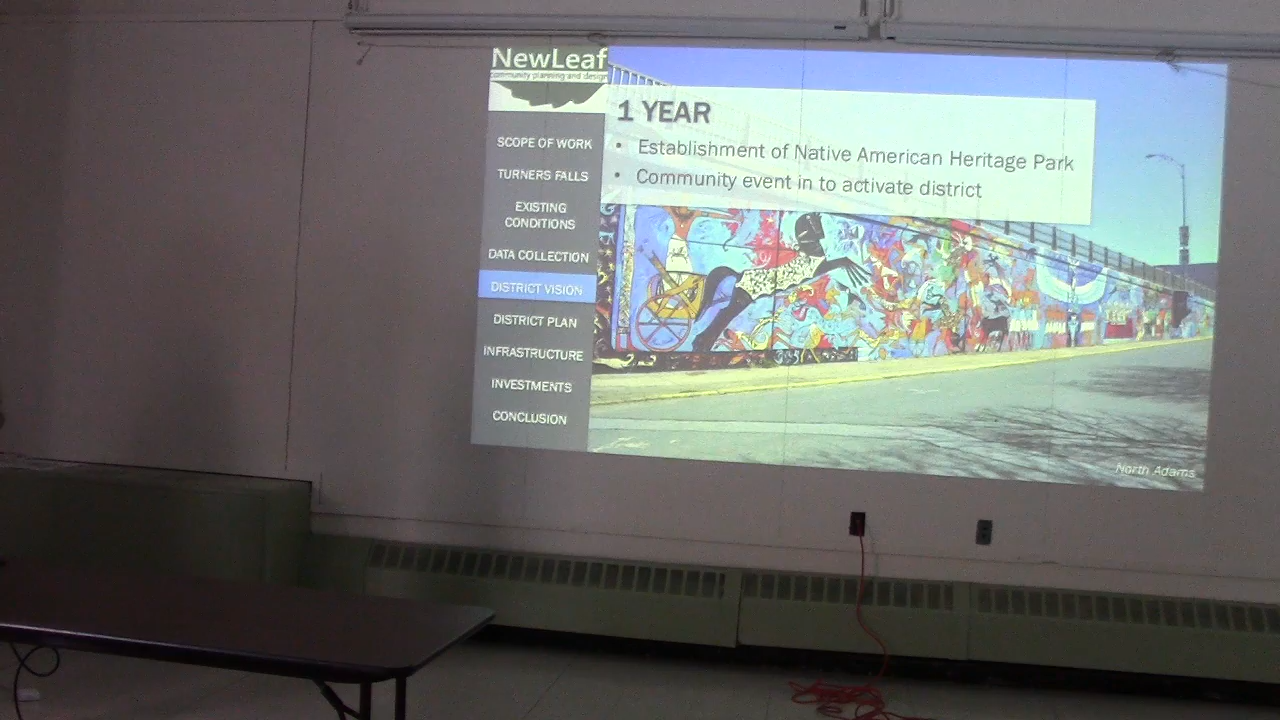 NewLeaf
community planning and design
SCOPE OF WORK
TURNERS FALLS
EXISTING
CONDITIONS
DATA COLLECTION
DISTRICT VISION
DISTRICT PLAN
INFRASTRUCTURE
INVESTMENTS
CONCLUSION
1 YEAR
• Establishment of Native American Heritage Park
• Community event in to activate district
North Adams